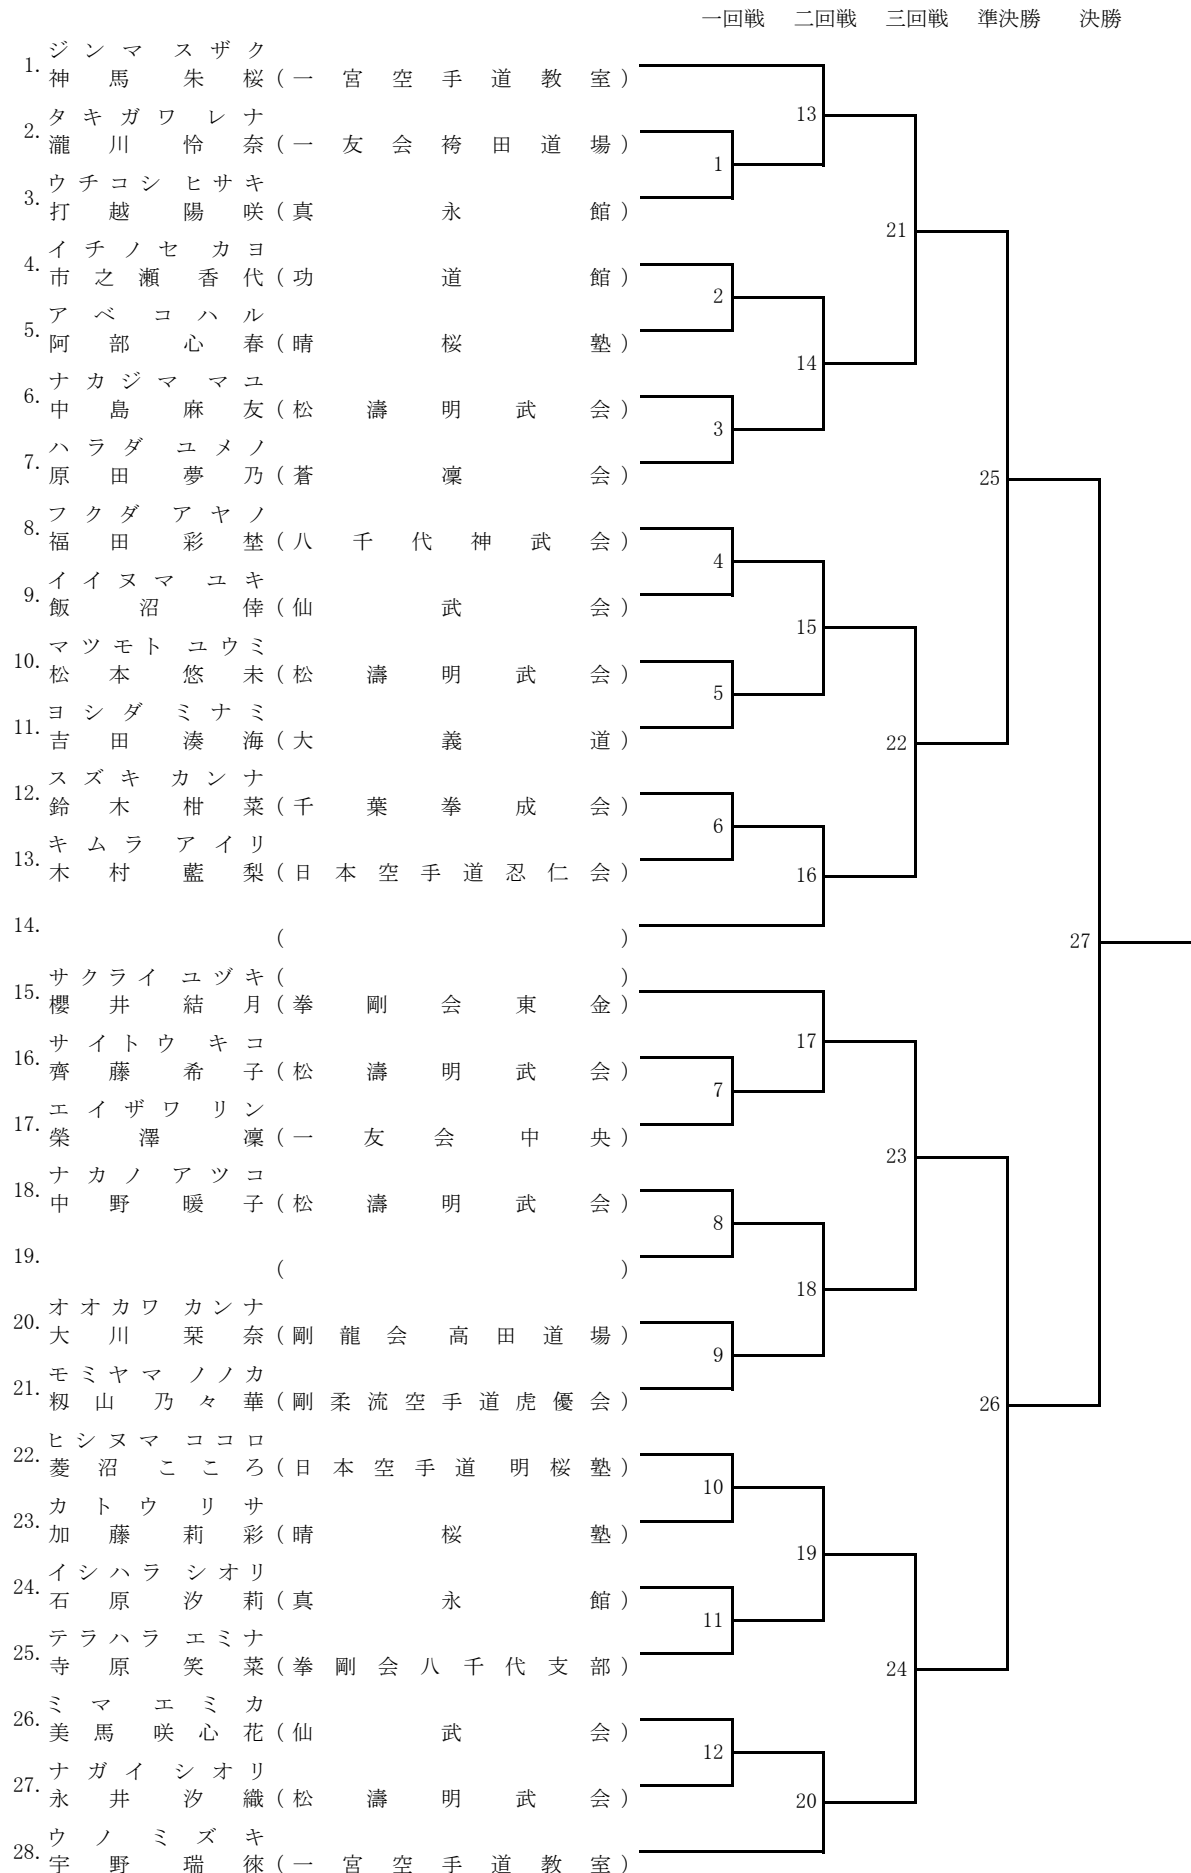 一回戦 二回戦 三回戦 準決勝 決勝
ジンマ スザク
1. 神馬 朱桜 (一宮空手道教室)
13
タキガワ レナ
2. 瀧川 怜奈 (一友会袴田道場)
1
ウチコシ ヒサキ
3. 打越 陽咲 (真永館)
21
イチノセ カヨ
4. 市之瀬 香代 (功道館)
2
アベ コハル
5. 阿部 心春 (晴桜塾)
14
ナカジマ マユ
6. 中島 麻友 (松濤明武会)
3
ハラダ ユメノ
7. 原田 夢乃 (蒼凜会)
25
フクダ アヤノ
8. 福田 彩埜 (八千代神武会)
4
イイヌマ ユキ
9. 飯沼 倖 (仙武会)
15
マツモト ユウミ
10. 松本 悠未 (松濤明武会)
5
ヨシダ ミナミ
11. 吉田 湊海 (大義道)
22
スズキ カンナ
12. 鈴木 柑菜 (千葉拳成会)
6
キムラ アイリ
13. 木村 藍梨 (日本空手道忍仁会)
16
14. ( )
27
サクライ ユヅキ ( )
15. 櫻井 結月 (拳剛会東金)
17
サイトウ キコ
16. 齊藤 希子 (松濤明武会)
7
エイザワ リン
17. 榮澤 凜 (一友会中央)
23
ナカノ アツコ
18. 中野 暖子 (松濤明武会)
8
19. ( )
18
オオカワ カンナ
20. 大川 栞奈 (剛龍会 高田道場)
9
モミヤマ ノノカ
21. 籾山 乃々華 (剛柔流空手道虎優会)
26
ヒシヌマ ココロ
22. 菱沼 こころ (日本空手道 明桜塾)
10
カトウ リサ
23. 加藤 莉彩 (晴桜塾)
19
イシハラ シオリ
24. 石原 汐莉 (真永館)
11
テラハラ エミナ
25. 寺原 笑菜 (拳剛会八千代支部)
24
ミマ エミカ
26. 美馬 咲心花 (仙武会)
12
ナガイ シオリ
27. 永井 汐織 (松濤明武会)
20
ウノ ミズキ
28. 宇野 瑞徠 (一宮空手道教室)